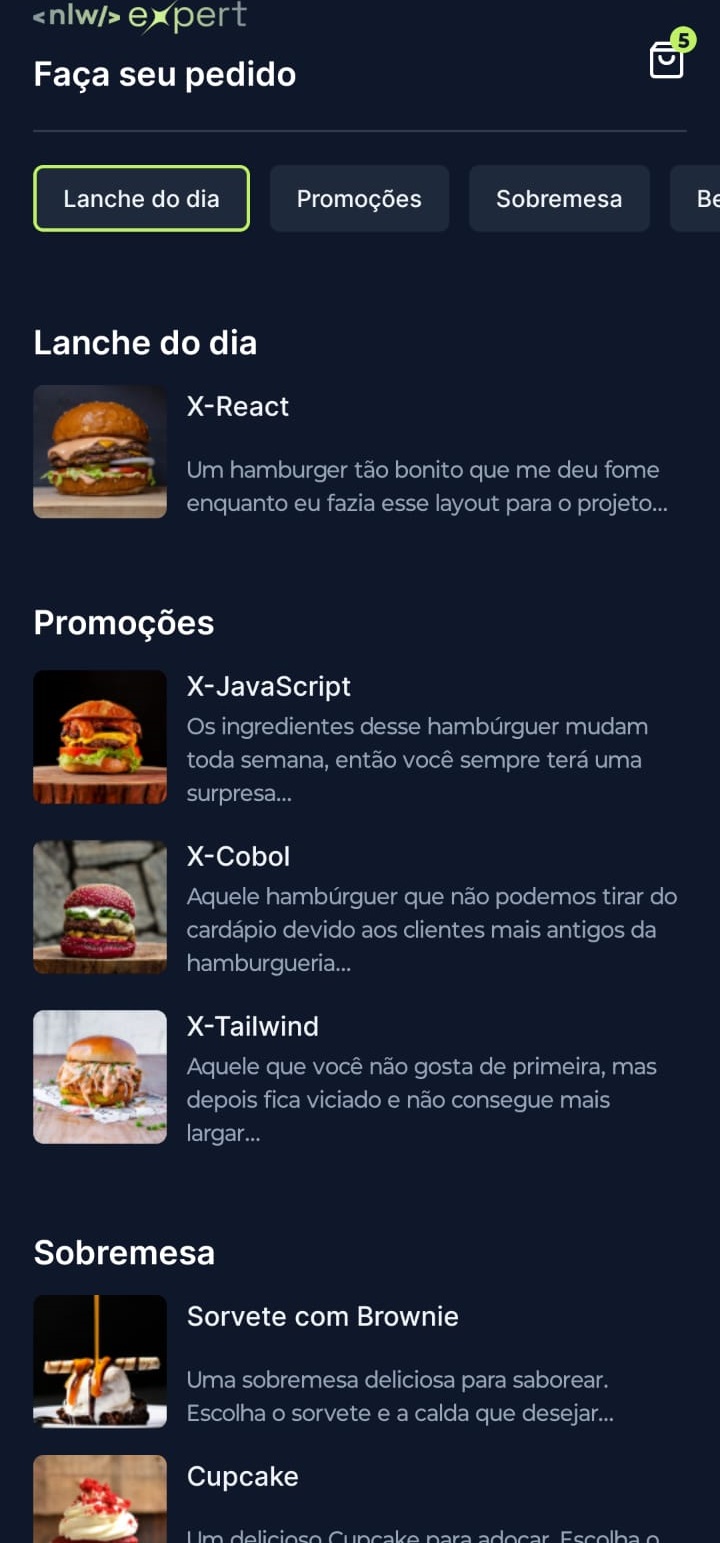 <nlw/> expert
Faça seu pedido
5
Lanche do dia
Promoções
Sobremesa
Be
Lanche do dia
X-React
Um hamburger tão bonito que me deu fome
enquanto eu fazia esse layout para o projeto...
Promoções
X-JavaScript
Os ingredientes desse hambúrguer mudam
toda semana, então você sempre terá uma
surpresa...
X-Cobol
Aquele hambúrguer que não podemos tirar do
cardápio devido aos clientes mais antigos da
hamburgueria...
X-Tailwind
Aquele que você não gosta de primeira, mas
depois fica viciado e não consegue mais
largar...
Sobremesa
Sorvete com Brownie
Uma sobremesa deliciosa para saborear.
Escolha o sorvete e a calda que desejar...
Cupcake
Um delicioso Cupcake para adoçar. Escolha o